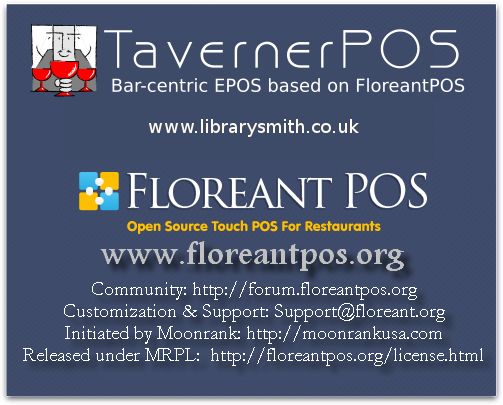 TavernerPOS
Bar-centric EPOS based on FloreantPOS
www.librarysmith.co.uk
Floreant POS
Open Source Touch POS For Restaurants
www.floreantpos.org
Community: http://forum.floreantpos.org
Customization & Support: Support@floreant.org
Initiated by Moonrank: http://moonrankusa.com
Released under MRPL:  http://floreantpos.org/license.html